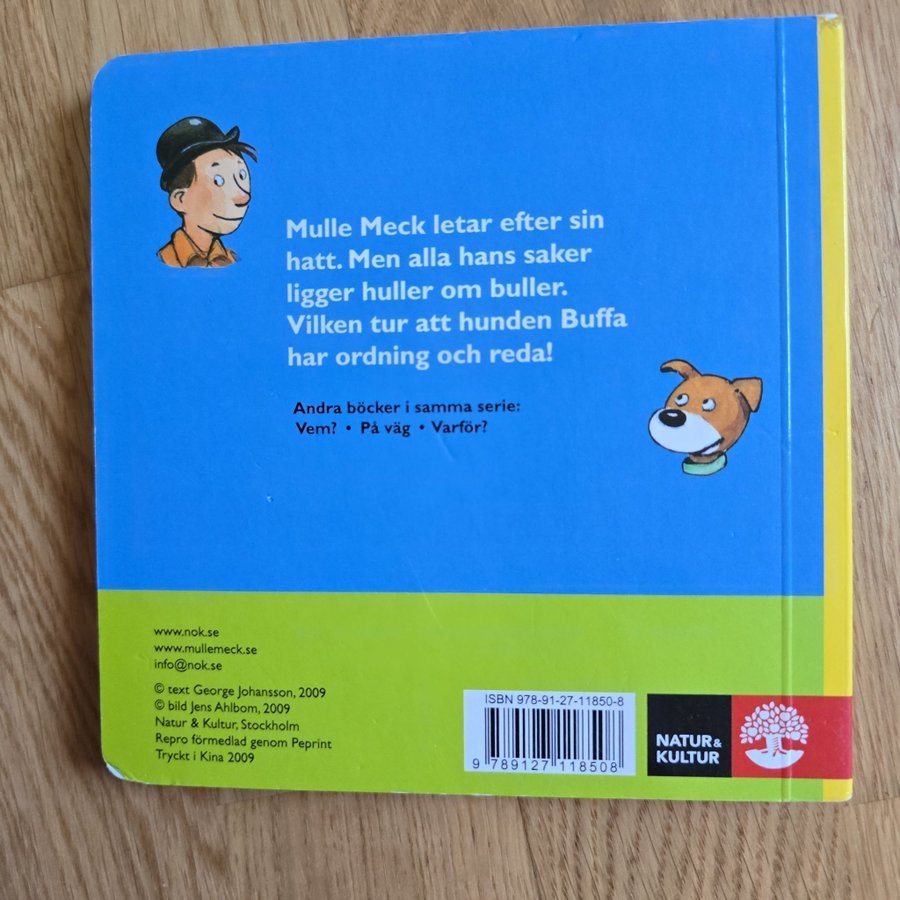 Mulle Meck letar efter sin
hatt. Men alla hans saker
ligger huller om buller.
Vilken tur att hunden Buffa
har ordning och reda!
Andra böcker i samma serie:
Vem? • På väg • Varför?
www.nok.se
www.mullemeck.se
info@nok.se
© text George Johansson, 2009
© bild Jens Ahlbom, 2009
Natur & Kultur, Stockholm
Repro förmedlad genom Peprint
Tryckt i Kina 2009
ISBN 978-91-27-11850-8
9 789127 118508
NATUR&
KULTUR